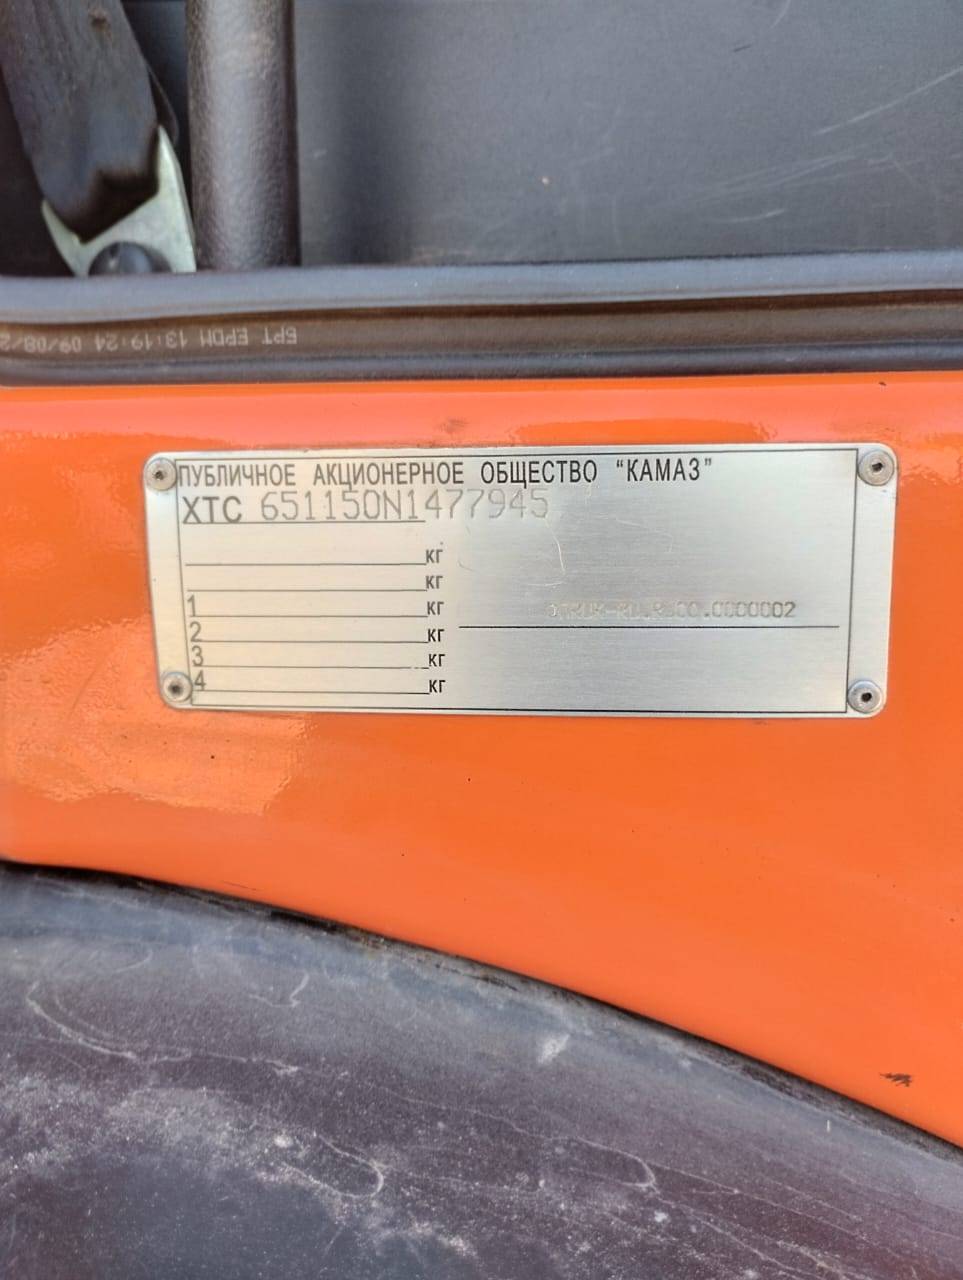 БРТ EPDM 13:19:24 09/08/2
ПУБЛИЧНОЕ АКЦИОНЕРНОЕ ОБЩЕСТВО “КАМАЗ”
XTC 651150N1477945
кг
кг
1 кг
2 кг
3 кг
4 кг